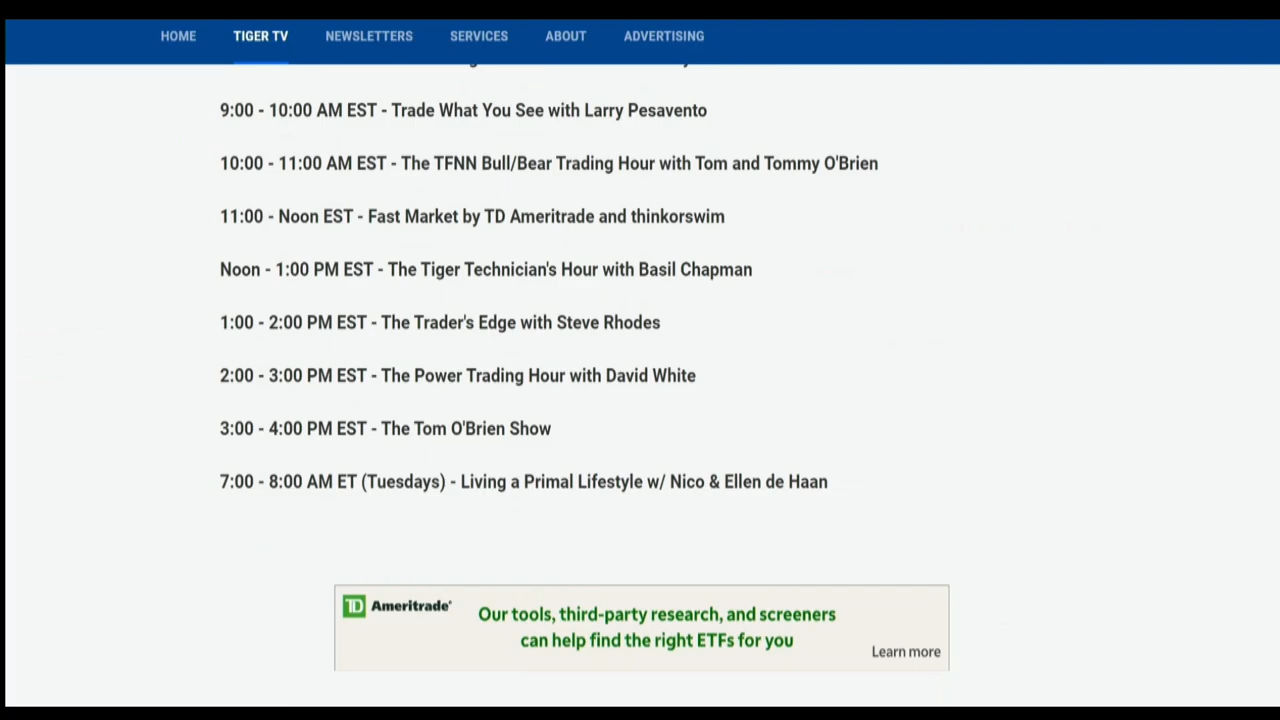 HOME TIGER TV NEWSLETTERS SERVICES ABOUT ADVERTISING
9:00 - 10:00 AM EST - Trade What You See with Larry Pesavento
10:00 - 11:00 AM EST - The TFNN Bull/Bear Trading Hour with Tom and Tommy O'Brien
11:00 - Noon EST - Fast Market by TD Ameritrade and thinkorswim
Noon - 1:00 PM EST - The Tiger Technician's Hour with Basil Chapman
1:00 - 2:00 PM EST - The Trader's Edge with Steve Rhodes
2:00 - 3:00 PM EST - The Power Trading Hour with David White
3:00 - 4:00 PM EST - The Tom O'Brien Show
7:00 - 8:00 AM ET (Tuesdays) - Living a Primal Lifestyle w/ Nico & Ellen de Haan
TD Ameritrade
Our tools, third-party research, and screeners
can help find the right ETFs for you
Learn more